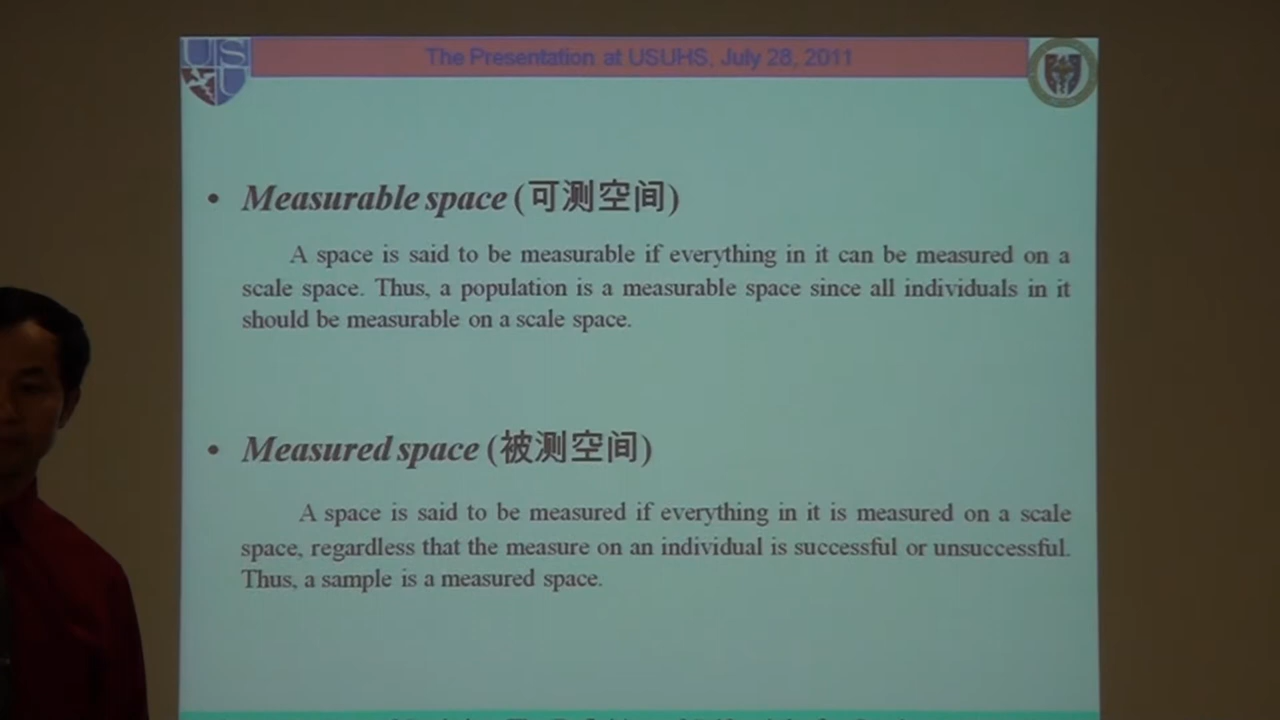 The Presentation at USUHS, July 28, 2011
• Measurable space (可测空间)
A space is said to be measurable if everything in it can be measured on a
scale space. Thus, a population is a measurable space since all individuals in it
should be measurable on a scale space.
• Measured space (被测空间)
A space is said to be measured if everything in it is measured on a scale
space, regardless that the measure on an individual is successful or unsuccessful.
Thus, a sample is a measured space.